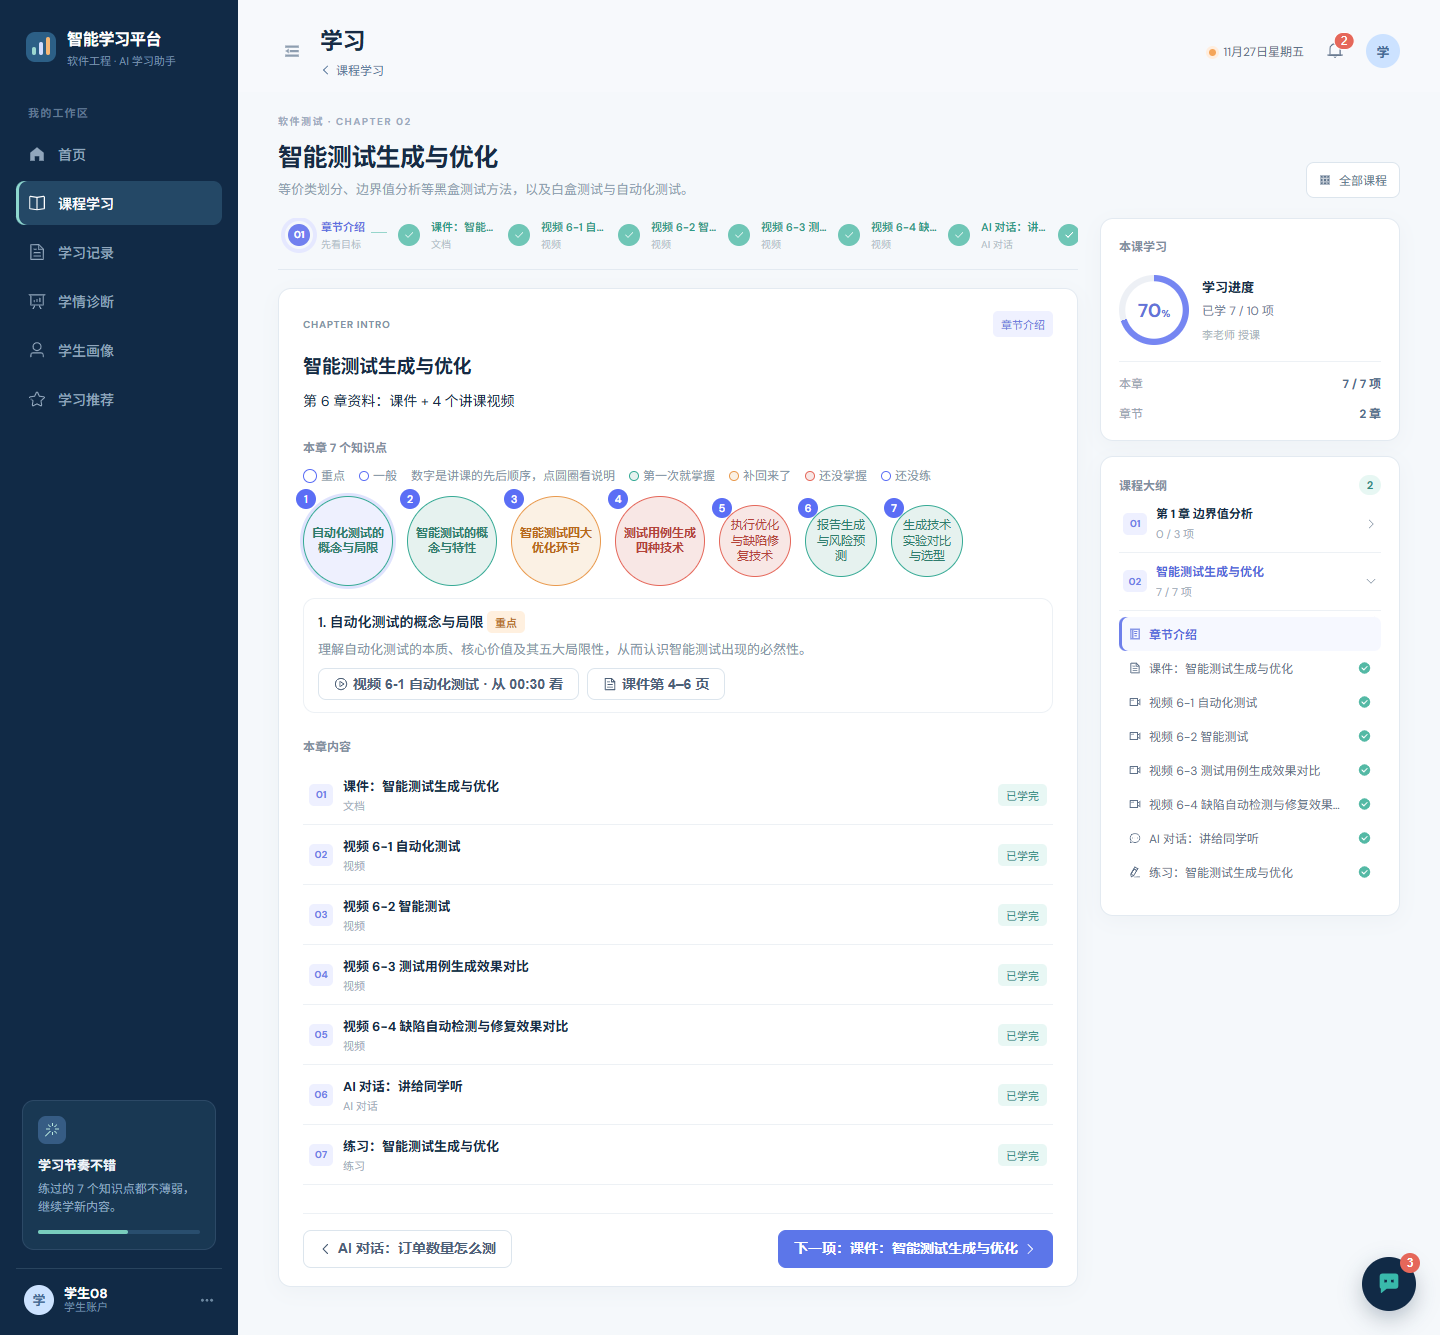 智能学习平台
软件工程 · AI 学习助手
我的工作区
首页
课程学习
学习记录
学情诊断
学生画像
学习推荐
学习节奏不错
练过的 7 个知识点都不薄弱，
继续学新内容。
学
学生08
学生账户
学习
课程学习
11月27日星期五
2
学
软件测试 · CHAPTER 02
智能测试生成与优化
等价类划分、边界值分析等黑盒测试方法，以及白盒测试与自动化测试。
全部课程
01
章节介绍
先看目标
课件：智能...
文档
视频 6-1 自...
视频
视频 6-2 智...
视频
视频 6-3 测...
视频
视频 6-4 缺...
视频
AI 对话：讲...
AI 对话
CHAPTER INTRO
章节介绍
智能测试生成与优化
第 6 章资料：课件 + 4 个讲课视频
本章 7 个知识点
重点
一般
数字是讲课的先后顺序，点圆圈看说明
第一次就掌握
补回来了
还没掌握
还没练
1
自动化测试的
概念与局限
2
智能测试的概
念与特性
3
智能测试四大
优化环节
4
测试用例生成
四种技术
5
执行优化
与缺陷修
复技术
6
报告生成
与风险预
测
7
生成技术
实验对比
与选型
1. 自动化测试的概念与局限
重点
理解自动化测试的本质、核心价值及其五大局限性，从而认识智能测试出现的必然性。
视频 6-1 自动化测试 · 从 00:30 看
课件第 4–6 页
本章内容
01
课件：智能测试生成与优化
文档
已学完
02
视频 6-1 自动化测试
视频
已学完
03
视频 6-2 智能测试
视频
已学完
04
视频 6-3 测试用例生成效果对比
视频
已学完
05
视频 6-4 缺陷自动检测与修复效果对比
视频
已学完
06
AI 对话：讲给同学听
AI 对话
已学完
07
练习：智能测试生成与优化
练习
已学完
AI 对话：订单数量怎么测
下一项：课件：智能测试生成与优化
本课学习
70%
学习进度
已学 7 / 10 项
李老师 授课
本章
7 / 7 项
章节
2 章
课程大纲
2
01
第 1 章 边界值分析
0 / 3 项
02
智能测试生成与优化
7 / 7 项
章节介绍
课件：智能测试生成与优化
视频 6-1 自动化测试
视频 6-2 智能测试
视频 6-3 测试用例生成效果对比
视频 6-4 缺陷自动检测与修复效果...
AI 对话：讲给同学听
练习：智能测试生成与优化
3